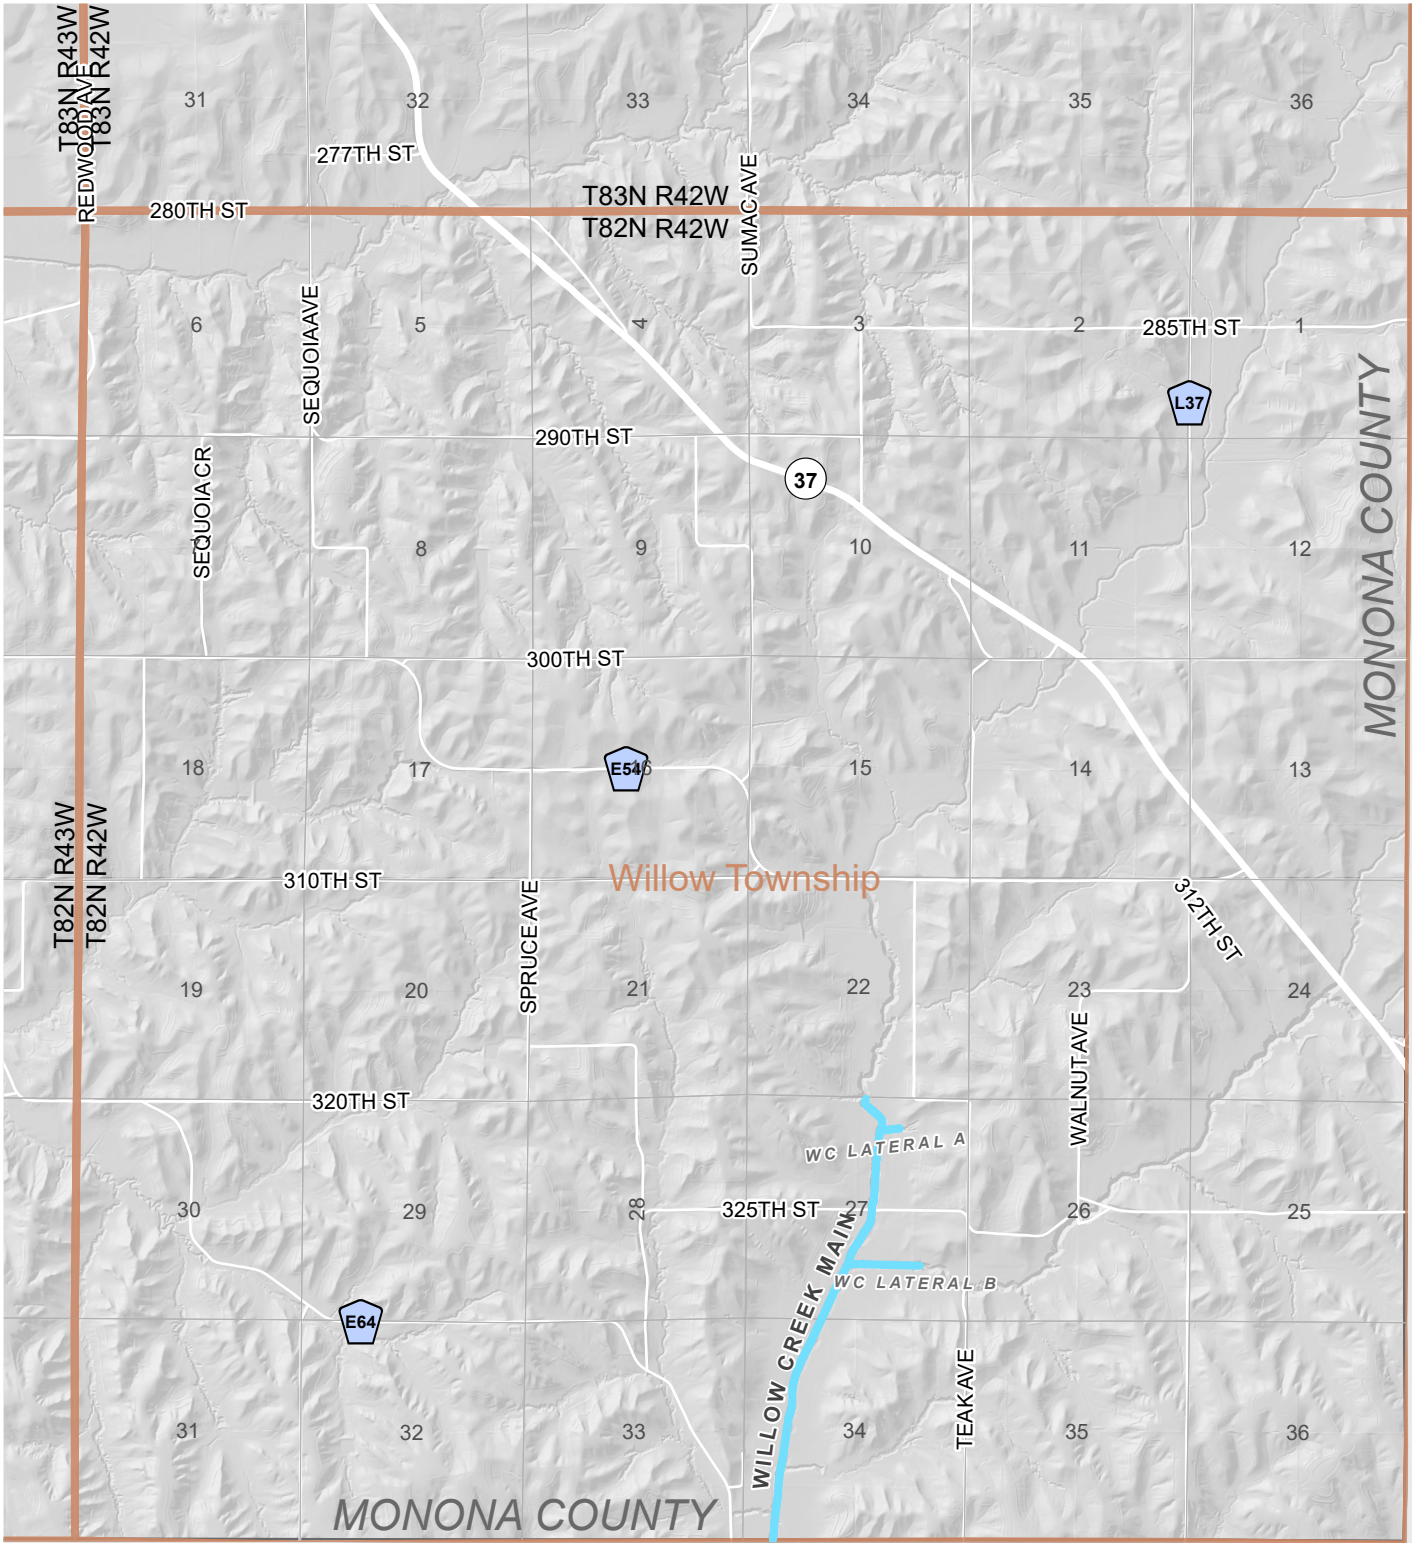 T83N R43W
T83N R42W
REDWOOD AVE
31
32
33
34
35
36
277TH ST
SUMAC AVE
T83N R42W
280TH ST
T82N R42W
6
SEQUOIA AVE
5
4
3
2
285TH ST
1
L37
MONONA COUNTY
290TH ST
SEQUOIA CR
37
7
8
9
10
11
12
300TH ST
18
17
E54
16
15
14
13
T82N R43W
T82N R42W
310TH ST
Willow Township
312TH ST
SPRUCE AVE
19
20
21
22
23
24
WALNUT AVE
320TH ST
WC LATERAL A
30
29
28
325TH ST
27
26
25
WILLOW CREEK MAIN
WC LATERAL B
E64
TEAK AVE
31
32
33
34
35
36
MONONA COUNTY